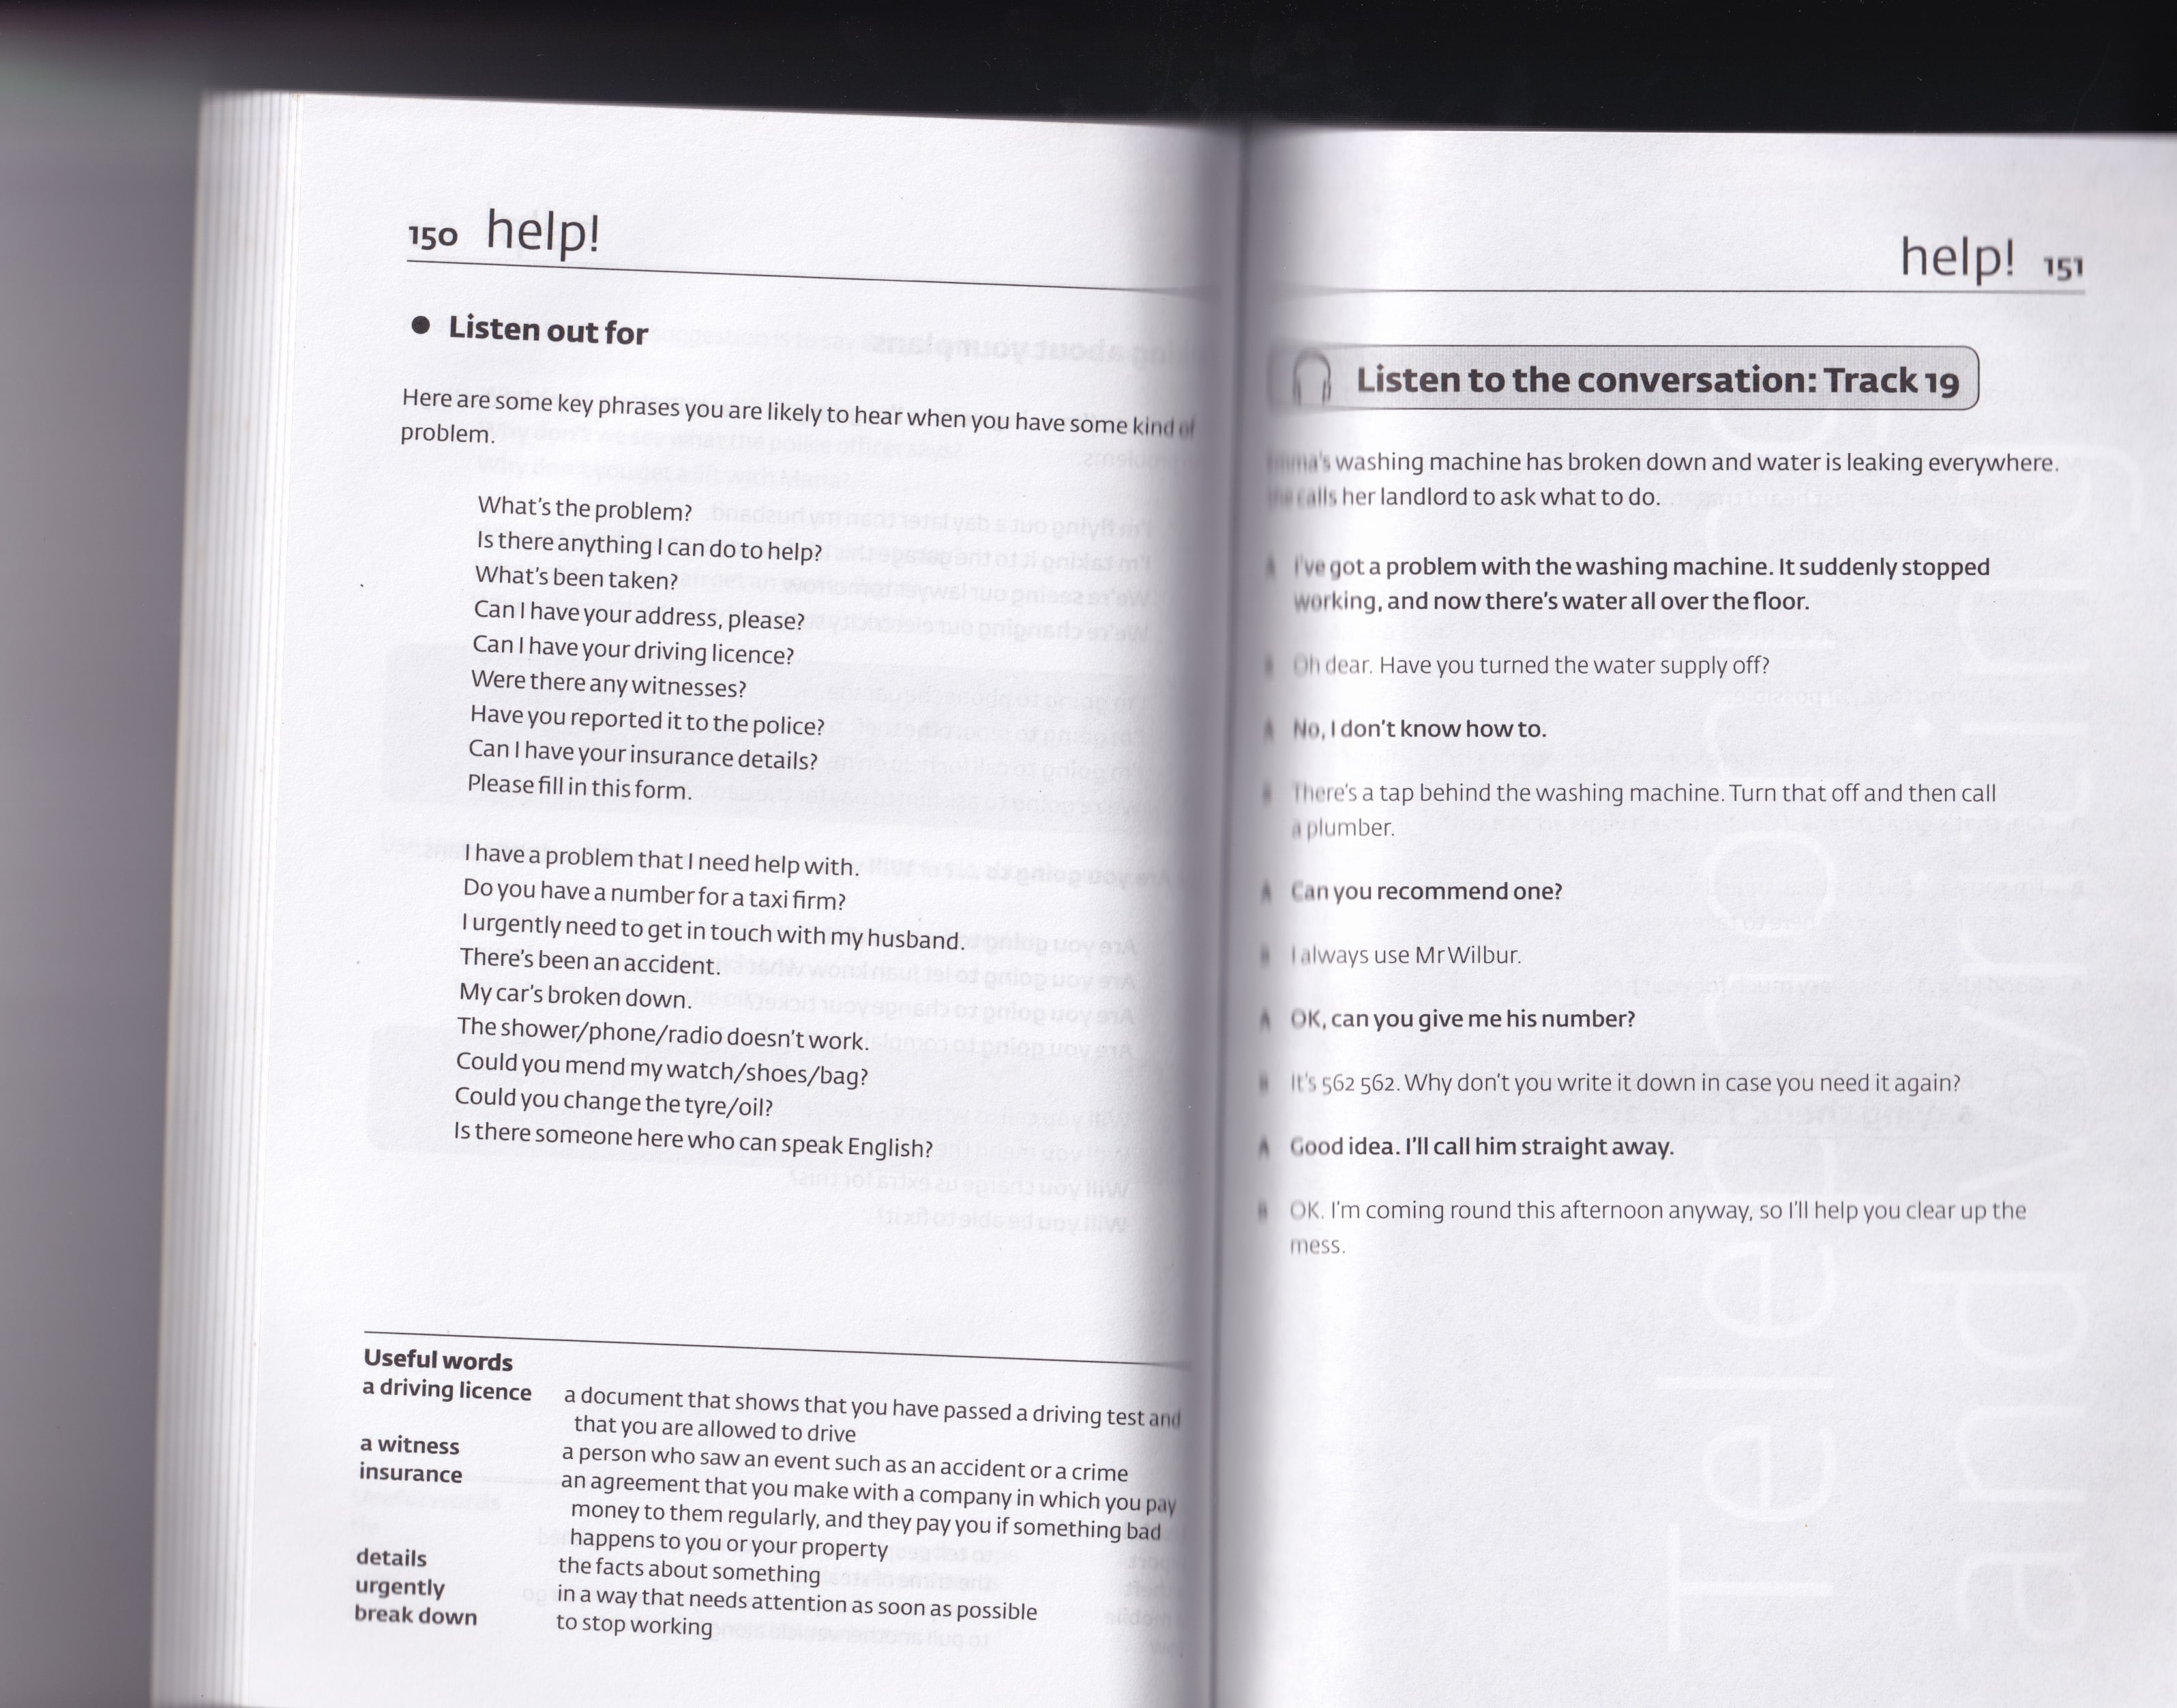 150 help!
● Listen out for
Here are some key phrases you are likely to hear when you have some kind of
problem.
What's the problem?
Is there anything I can do to help?
What's been taken?
Can I have your address, please?
Can I have your driving licence?
Were there any witnesses?
Have you reported it to the police?
Can I have your insurance details?
Please fill in this form.
I have a problem that I need help with.
Do you have a number for a taxi firm?
I urgently need to get in touch with my husband.
There's been an accident.
My car's broken down.
The shower/phone/radio doesn't work.
Could you mend my watch/shoes/bag?
Could you change the tyre/oil?
Is there someone here who can speak English?
Useful words
a driving licence a document that shows that you have passed a driving test and
that you are allowed to drive
a witness a person who saw an event such as an accident or a crime
insurance an agreement that you make with a company in which you pay
money to them regularly, and they pay you if something bad
happens to you or your property
details the facts about something
urgently in a way that needs attention as soon as possible
break down to stop working
help! 151
Listen to the conversation: Track 19
washing machine has broken down and water is leaking everywhere.
calls her landlord to ask what to do.
A I've got a problem with the washing machine. It suddenly stopped
working, and now there's water all over the floor.
B Oh dear. Have you turned the water supply off?
A No, I don't know how to.
B There's a tap behind the washing machine. Turn that off and then call
a plumber.
A Can you recommend one?
B I always use Mr Wilbur.
A OK, can you give me his number?
B It's 562 562. Why don't you write it down in case you need it again?
A Good idea. I'll call him straight away.
B OK. I'm coming round this afternoon anyway, so I'll help you clear up the
mess.